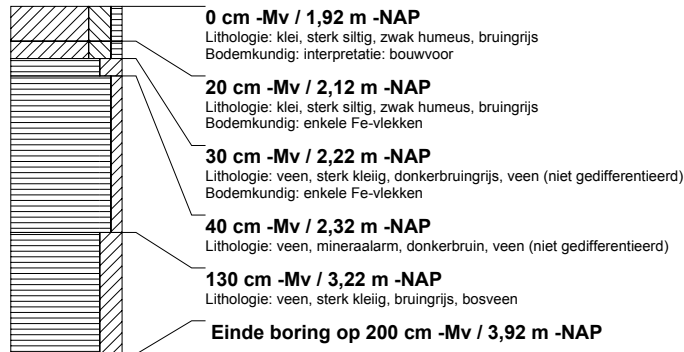 0 cm -Mv / 1,92 m -NAP
Lithologie: klei, sterk siltig, zwak humeus, bruingrijs
Bodemkundig: interpretatie: bouwvoor
20 cm -Mv / 2,12 m -NAP
Lithologie: klei, sterk siltig, zwak humeus, bruingrijs
Bodemkundig: enkele Fe-vlekken
30 cm -Mv / 2,22 m -NAP
Lithologie: veen, sterk kleiig, donkerbruingrijs, veen (niet gedifferentieerd)
Bodemkundig: enkele Fe-vlekken
40 cm -Mv / 2,32 m -NAP
Lithologie: veen, mineraalarm, donkerbruin, veen (niet gedifferentieerd)
130 cm -Mv / 3,22 m -NAP
Lithologie: veen, sterk kleiig, bruingrijs, bosveen
Einde boring op 200 cm -Mv / 3,92 m -NAP